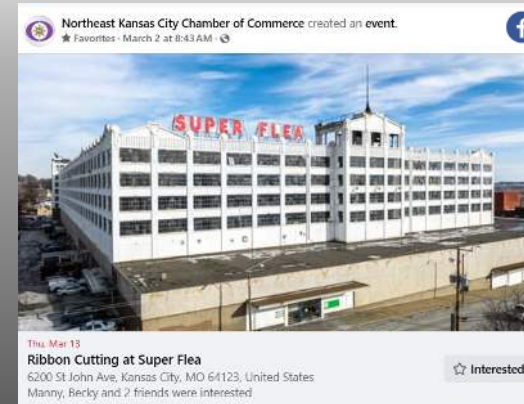 Northeast Kansas City Chamber of Commerce created an event.
Favorites · March 2 at 8:43 AM ·
SUPER FLEA
Thu, Mar 13
Ribbon Cutting at Super Flea
6200 St John Ave, Kansas City, MO 64123, United States
Manny, Becky and 2 friends were interested
Interested